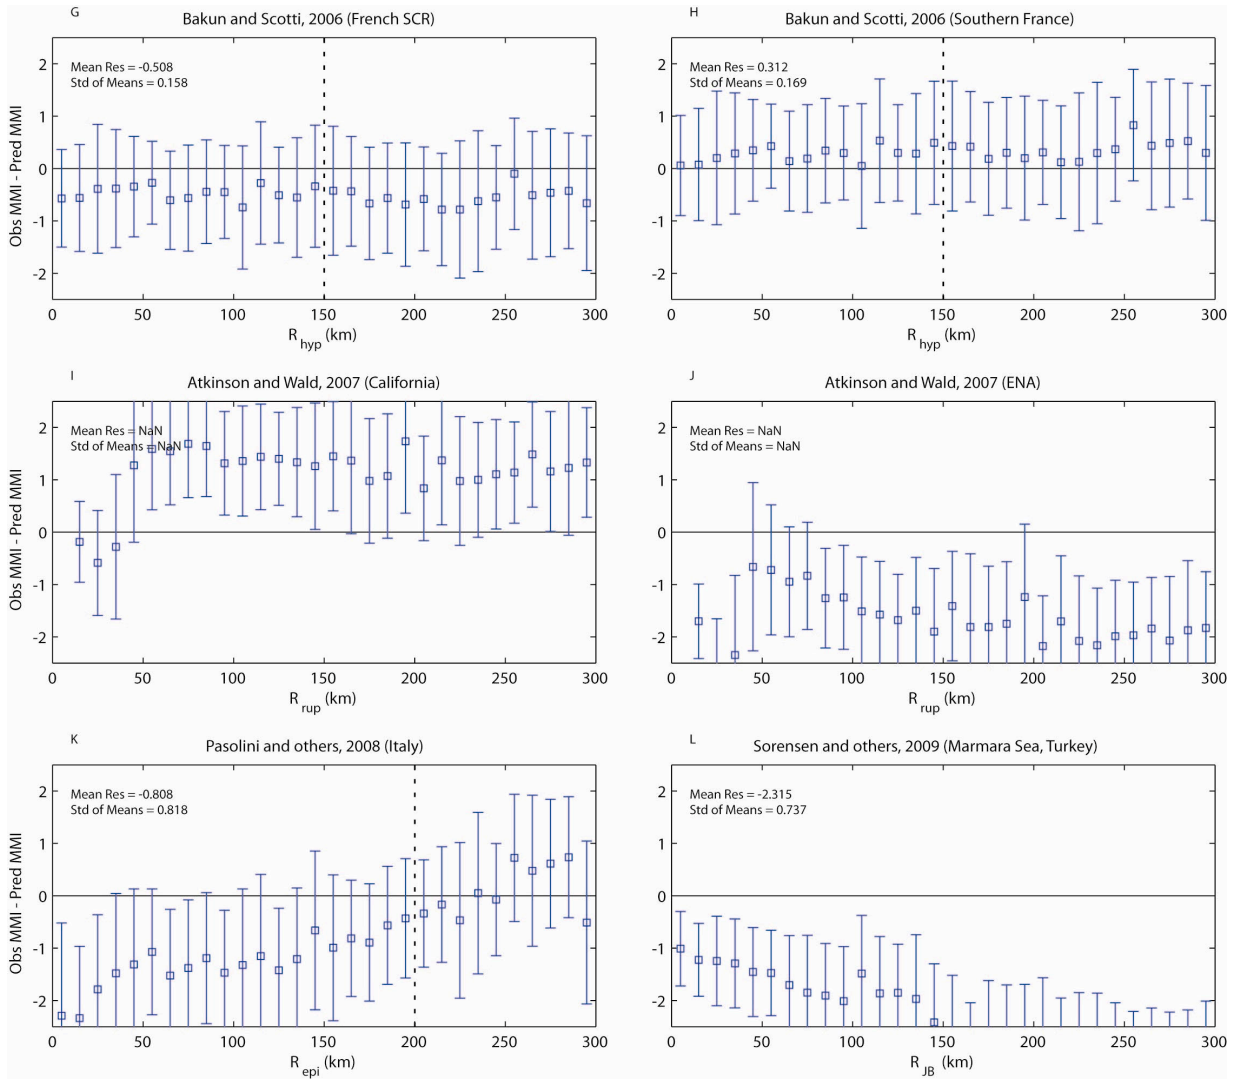 G
Bakun and Scotti, 2006 (French SCR)
Mean Res = -0.508
Std of Means = 0.158
Obs MMI - Pred MMI
2
1
0
-1
-2
0 50 100 150 200 250 300
R hyp (km)
H
Bakun and Scotti, 2006 (Southern France)
Mean Res = 0.312
Std of Means = 0.169
2
1
0
-1
-2
0 50 100 150 200 250 300
R hyp (km)
I
Atkinson and Wald, 2007 (California)
Mean Res = NaN
Std of Means = NaN
Obs MMI - Pred MMI
2
1
0
-1
-2
0 50 100 150 200 250 300
R rup (km)
J
Atkinson and Wald, 2007 (ENA)
Mean Res = NaN
Std of Means = NaN
2
1
0
-1
-2
0 50 100 150 200 250 300
R rup (km)
K
Pasolini and others, 2008 (Italy)
Mean Res = -0.808
Std of Means = 0.818
Obs MMI - Pred MMI
2
1
0
-1
-2
0 50 100 150 200 250 300
R epi (km)
L
Sorensen and others, 2009 (Marmara Sea, Turkey)
Mean Res = -2.315
Std of Means = 0.737
2
1
0
-1
-2
0 50 100 150 200 250 300
R JB (km)